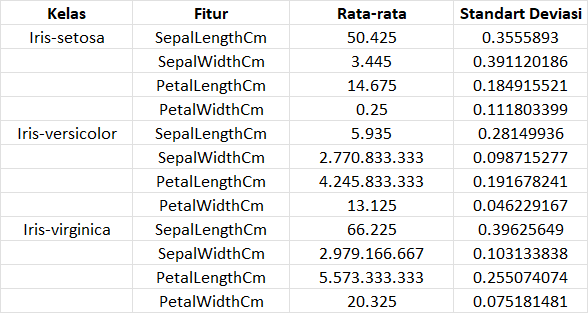 Kelas Fitur Rata-rata Standart Deviasi
Iris-setosa SepalLengthCm 50.425 0.3555893
SepalWidthCm 3.445 0.391120186
PetalLengthCm 14.675 0.184915521
PetalWidthCm 0.25 0.111803399
Iris-versicolor SepalLengthCm 5.935 0.28149936
SepalWidthCm 2.770.833.333 0.098715277
PetalLengthCm 4.245.833.333 0.191678241
PetalWidthCm 13.125 0.046229167
Iris-virginica SepalLengthCm 66.225 0.39625649
SepalWidthCm 2.979.166.667 0.103133838
PetalLengthCm 5.573.333.333 0.255074074
PetalWidthCm 20.325 0.075181481